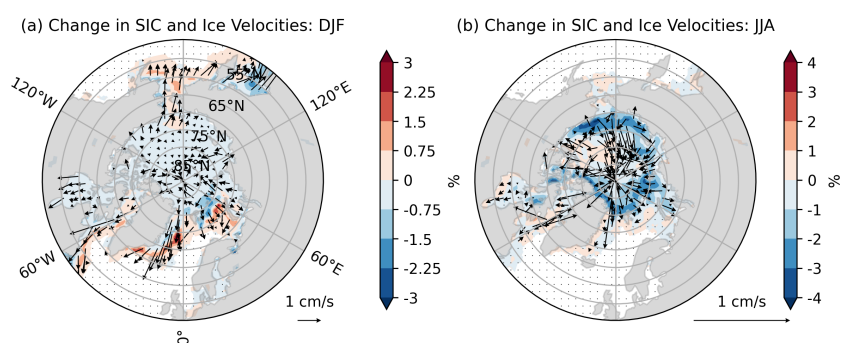 (a) Change in SIC and Ice Velocities: DJF
(b) Change in SIC and Ice Velocities: JJA
120°W
120°E
60°W
60°E
0°
55°N
65°N
75°N
85°N
3
2.25
1.5
0.75
0
-0.75
-1.5
-2.25
-3
%
1 cm/s
4
3
2
1
0
-1
-2
-3
-4
%
1 cm/s